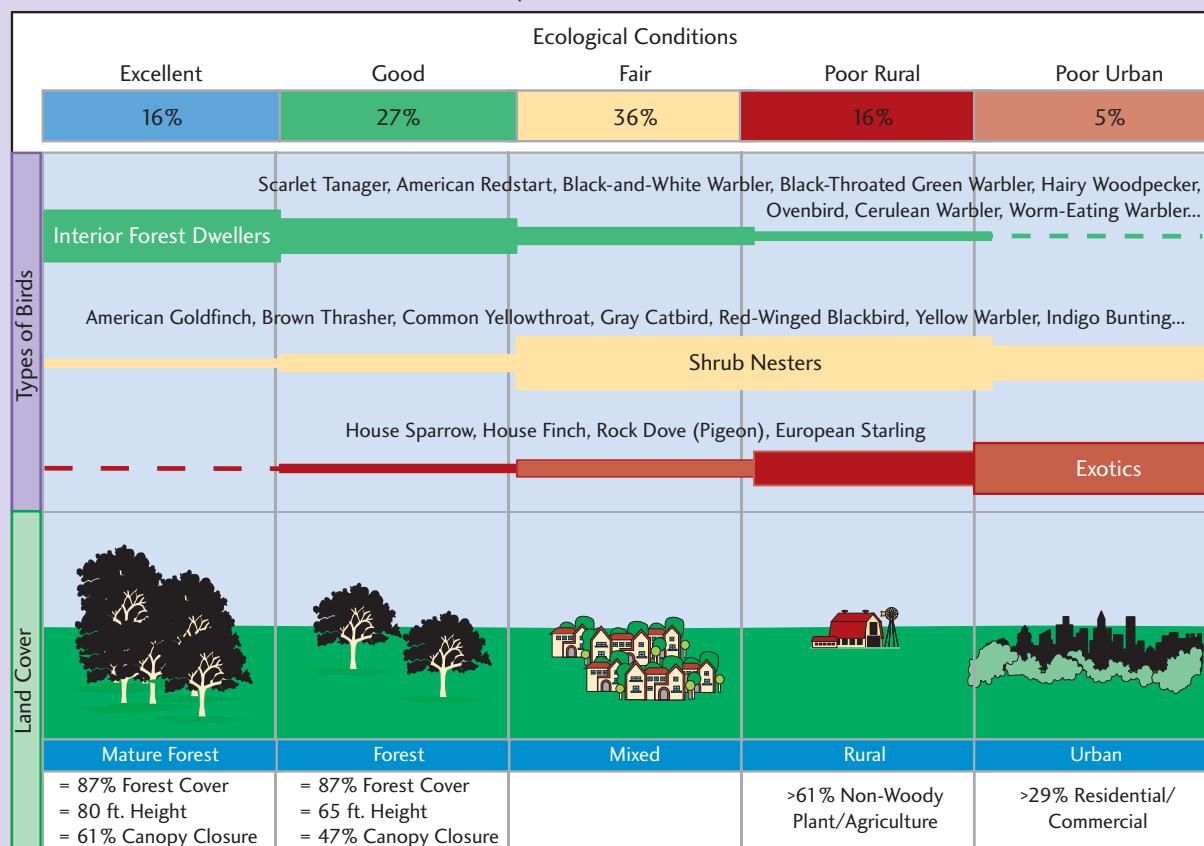 Ecological Conditions
Excellent
Good
Fair
Poor Rural
Poor Urban
16%
27%
36%
16%
5%
Types of Birds
Scarlet Tanager, American Redstart, Black-and-White Warbler, Black-Throated Green Warbler, Hairy Woodpecker,
Ovenbird, Cerulean Warbler, Worm-Eating Warbler...
Interior Forest Dwellers
American Goldfinch, Brown Thrasher, Common Yellowthroat, Gray Catbird, Red-Winged Blackbird, Yellow Warbler, Indigo Bunting...
Shrub Nesters
House Sparrow, House Finch, Rock Dove (Pigeon), European Starling
Exotics
Land Cover
Mature Forest
Forest
Mixed
Rural
Urban
= 87% Forest Cover
= 80 ft. Height
= 61% Canopy Closure
= 87% Forest Cover
= 65 ft. Height
= 47% Canopy Closure
>61% Non-Woody
Plant/Agriculture
>29% Residential/
Commercial